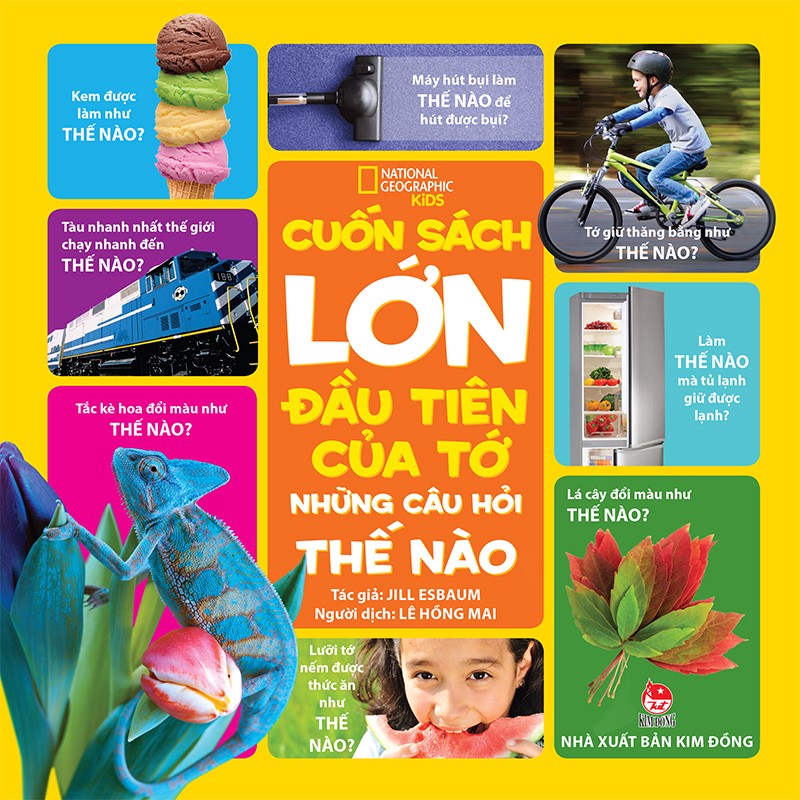 Kem được
làm như
THẾ NÀO?
Máy hút bụi làm
THẾ NÀO để
hút được bụi?
Tớ giữ thăng bằng như
THẾ NÀO?
Tàu nhanh nhất thế giới
chạy nhanh đến
THẾ NÀO?
188
NATIONAL
GEOGRAPHIC
KiDS
CUỐN SÁCH
LỚN
ĐẦU TIÊN
CỦA TỚ
NHỮNG CÂU HỎI
THẾ NÀO
Tác giả: JILL ESBAUM
Người dịch: LÊ HỒNG MAI
Làm
THẾ NÀO
mà tủ lạnh
giữ được
lạnh?
Tắc kè hoa đổi màu như
THẾ NÀO?
Lá cây đổi màu như
THẾ NÀO?
Lưỡi tớ
nếm được
thức ăn
như
THẾ
NÀO?
KIM ĐỒNG
NHÀ XUẤT BẢN KIM ĐỒNG